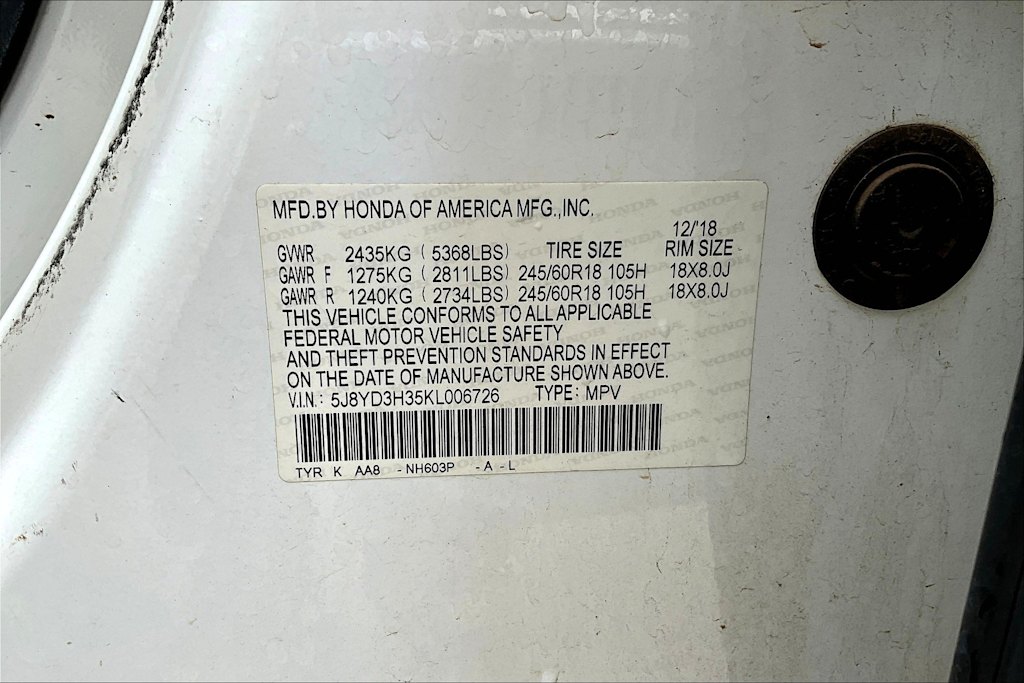 MFD.BY HONDA OF AMERICA MFG.,INC.
12/'18
GVWR 2435KG ( 5368LBS) TIRE SIZE RIM SIZE
GAWR F 1275KG ( 2811LBS) 245/60R18 105H 18X8.0J
GAWR R 1240KG ( 2734LBS) 245/60R18 105H 18X8.0J
THIS VEHICLE CONFORMS TO ALL APPLICABLE
FEDERAL MOTOR VEHICLE SAFETY
AND THEFT PREVENTION STANDARDS IN EFFECT
ON THE DATE OF MANUFACTURE SHOWN ABOVE.
V.I.N.: 5J8YD3H35KL006726 TYPE: MPV
TYR K AA8 -NH603P -A -L